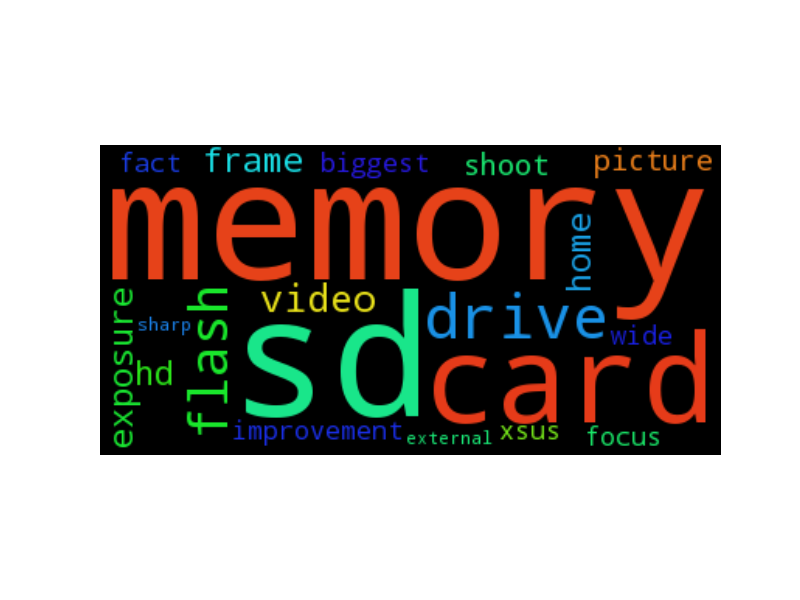 fact frame biggest shoot picture
memory
home
exposure
sharp
hd
flash
video
sd
drive
wide
card
improvement external xsus focus